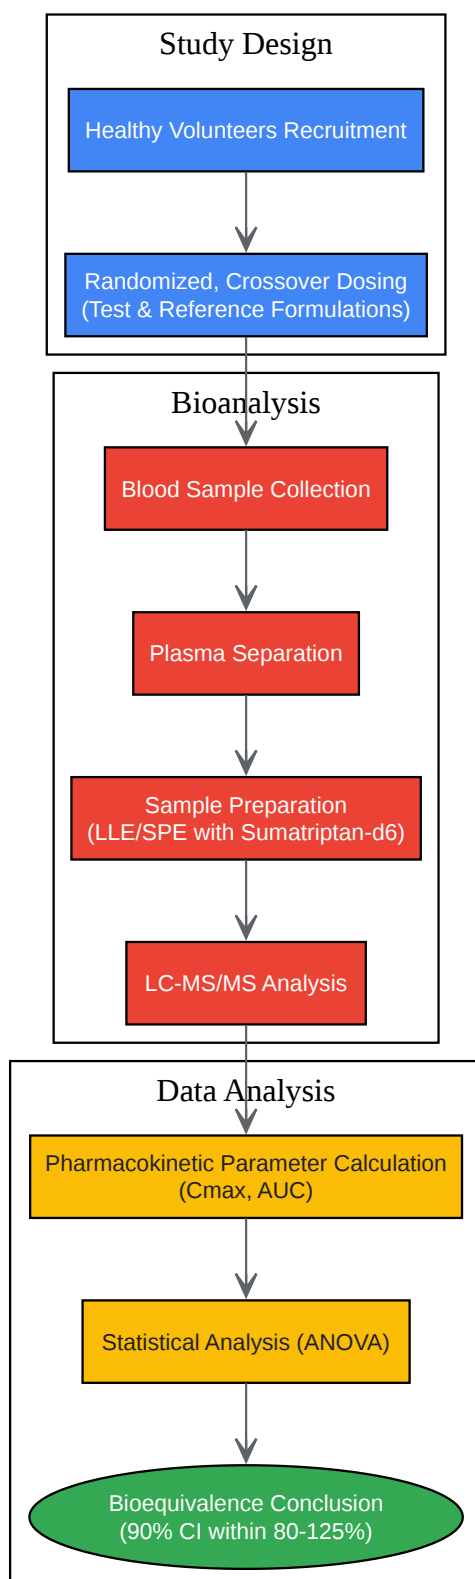 Study Design
Healthy Volunteers Recruitment
Randomized, Crossover Dosing
(Test & Reference Formulations)
Bioanalysis
Blood Sample Collection
Plasma Separation
Sample Preparation
(LLE/SPE with Sumatriptan-d6)
LC-MS/MS Analysis
Data Analysis
Pharmacokinetic Parameter Calculation
(Cmax, AUC)
Statistical Analysis (ANOVA)
Bioequivalence Conclusion
(90% CI within 80-125%)